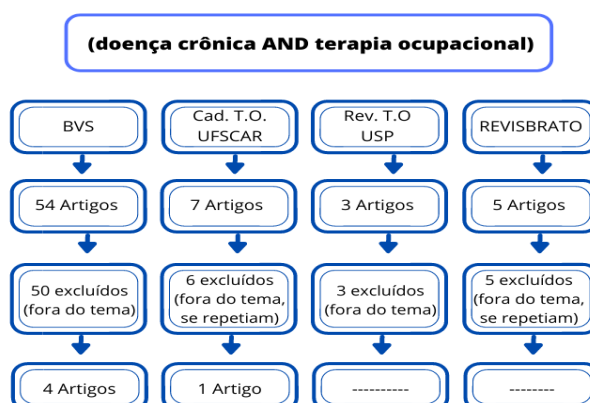 (doença crônica AND terapia ocupacional)
BVS
Cad. T.O.
UFSCAR
Rev. T.O
USP
REVISBRATO
54 Artigos
7 Artigos
3 Artigos
5 Artigos
50 excluídos
(fora do tema)
6 excluídos
(fora do tema,
se repetiam)
3 excluídos
(fora do tema)
5 excluídos
(fora do tema,
se repetiam)
4 Artigos
1 Artigo
----------
--------